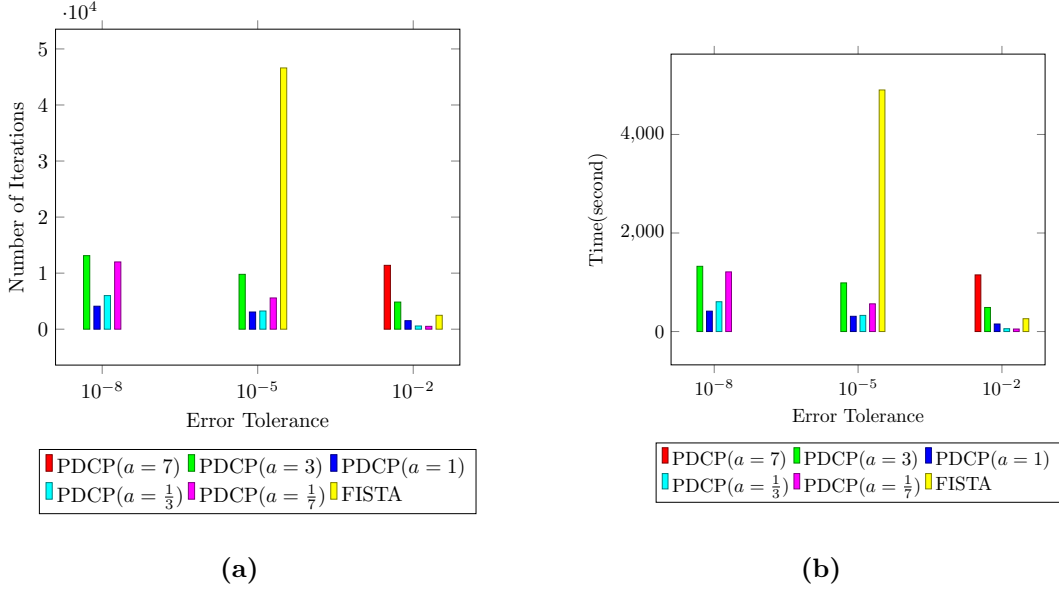 ·10⁴
5
4
3
2
1
0
Number of Iterations
10⁻⁸ 10⁻⁵ 10⁻²
Error Tolerance
PDCP(a = 7) PDCP(a = 3) PDCP(a = 1)
PDCP(a = 1/3) PDCP(a = 1/7) FISTA
(a)
4,000
2,000
0
Time(second)
10⁻⁸ 10⁻⁵ 10⁻²
Error Tolerance
PDCP(a = 7) PDCP(a = 3) PDCP(a = 1)
PDCP(a = 1/3) PDCP(a = 1/7) FISTA
(b)